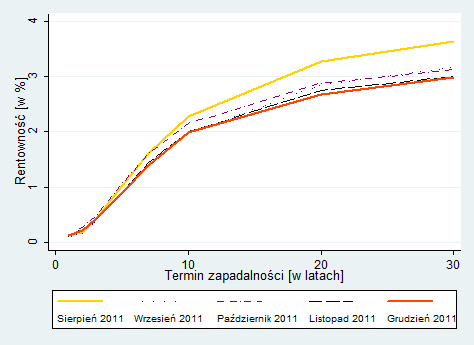 Rentowność [w %]
4
3
2
1
0
0 10 20 30
Termin zapadalności [w latach]
Sierpień 2011 Wrzesień 2011 Październik 2011 Listopad 2011 Grudzień 2011